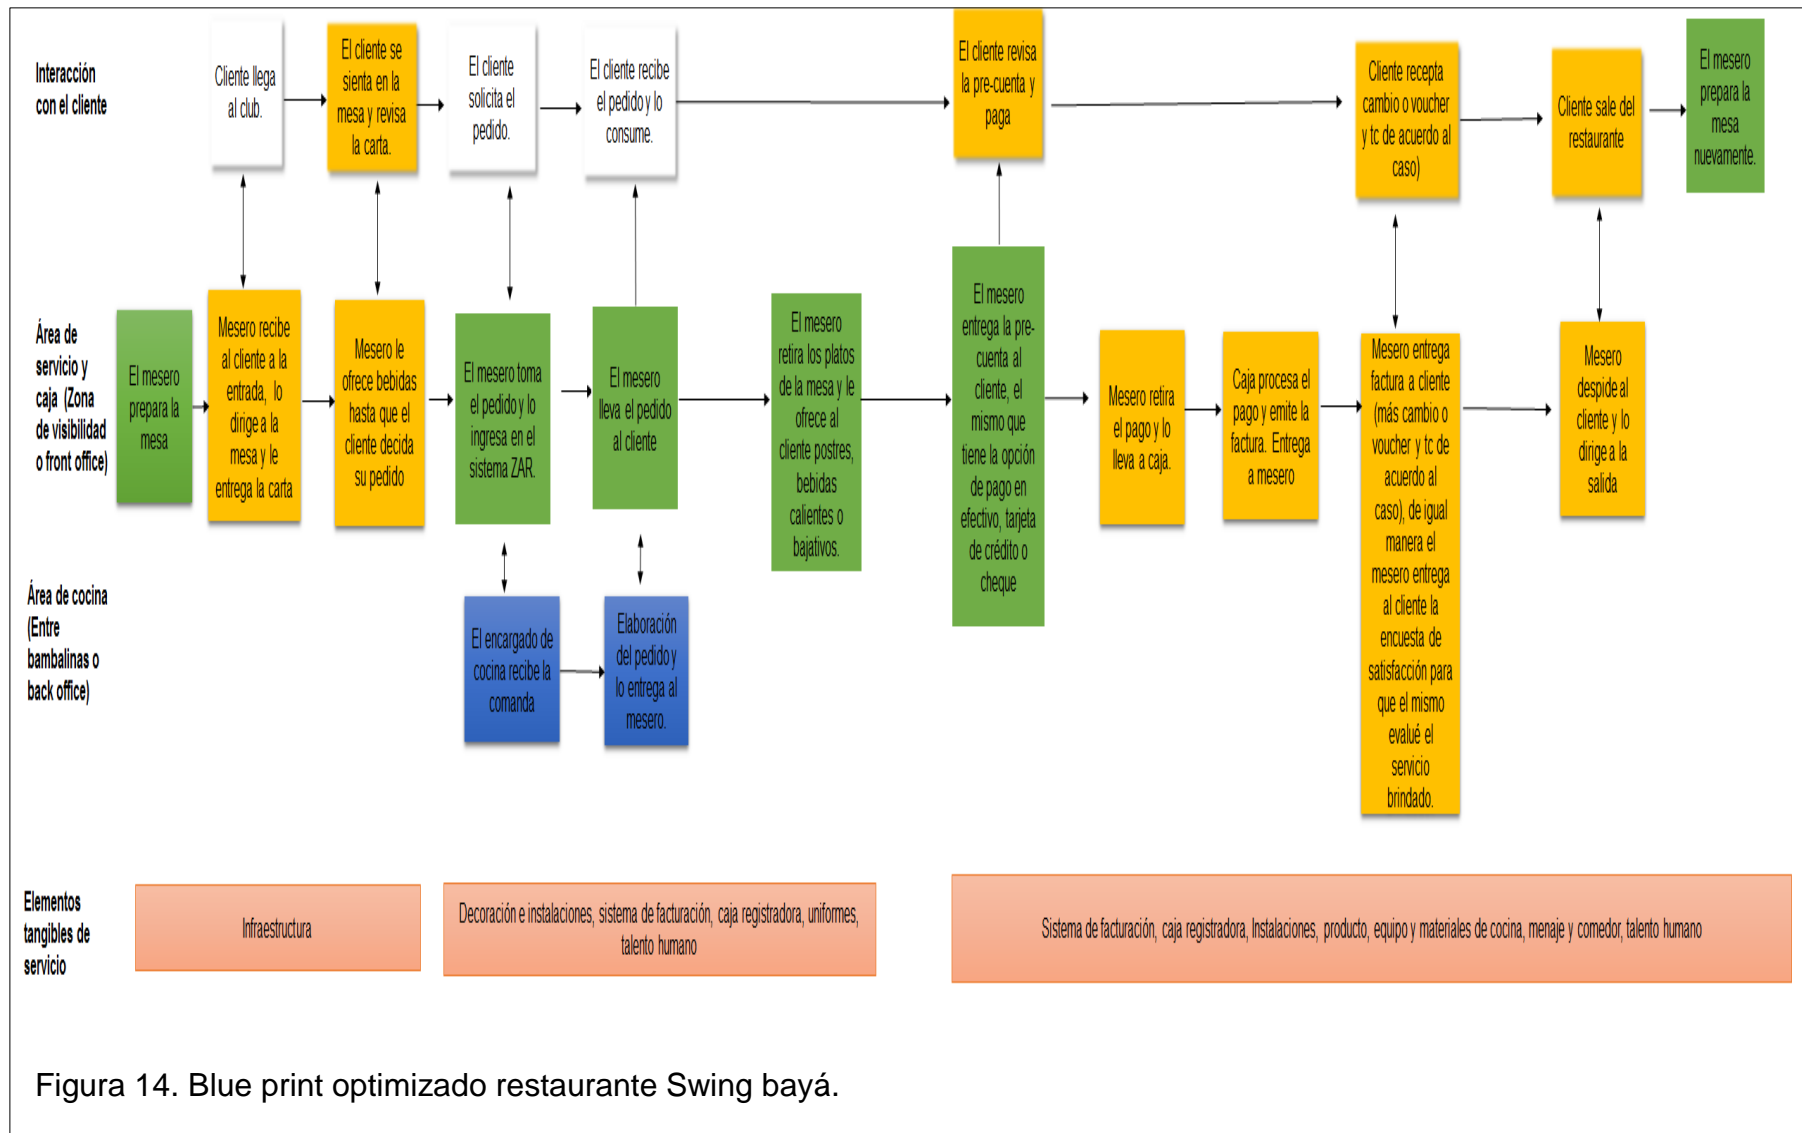 Interacción
con el cliente
Cliente llega
al club.
El cliente se
sienta en la
mesa y revisa
la carta.
El cliente
solicita el
pedido.
El cliente recibe
el pedido y lo
consume.
El cliente revisa
la pre-cuenta y
paga
Cliente recepta
cambio o voucher
y tc de acuerdo al
caso)
Cliente sale del
restaurante
El mesero
prepara la
mesa
nuevamente.
Área de
servicio y
caja (Zona
de visibilidad
o front office)
El mesero
prepara la
mesa
Mesero recibe
al cliente a la
entrada, lo
dirige a la
mesa y le
entrega la carta
Mesero le
ofrece bebidas
hasta que el
cliente decida
su pedido
El mesero toma
el pedido y lo
ingresa en el
sistema ZAR.
El mesero
lleva el pedido
al cliente
El mesero
retira los platos
de la mesa y le
ofrece al
cliente postres,
bebidas
calientes o
bajativos.
El mesero
entrega la pre-
cuenta al
cliente, el
mismo que
tiene la opción
de pago en
efectivo, tarjeta
de crédito o
cheque
Mesero retira
el pago y lo
lleva a caja.
Caja procesa el
pago y emite la
factura. Entrega
a mesero
Mesero entrega
factura a cliente
(más cambio o
voucher y tc de
acuerdo al
caso), de igual
manera el
mesero entrega
al cliente la
encuesta de
satisfacción para
que el mismo
evalué el
servicio
brindado.
Mesero
despide al
cliente y lo
dirige a la
salida
Área de cocina
(Entre
bambalinas o
back office)
El encargado de
cocina recibe la
comanda
Elaboración
del pedido y
lo entrega al
mesero.
Elementos
tangibles de
servicio
Infraestructura
Decoración e instalaciones, sistema de facturación, caja registradora, uniformes,
talento humano
Sistema de facturación, caja registradora, Instalaciones, producto, equipo y materiales de cocina, menaje y comedor, talento humano
Figura 14. Blue print optimizado restaurante Swing bayá.